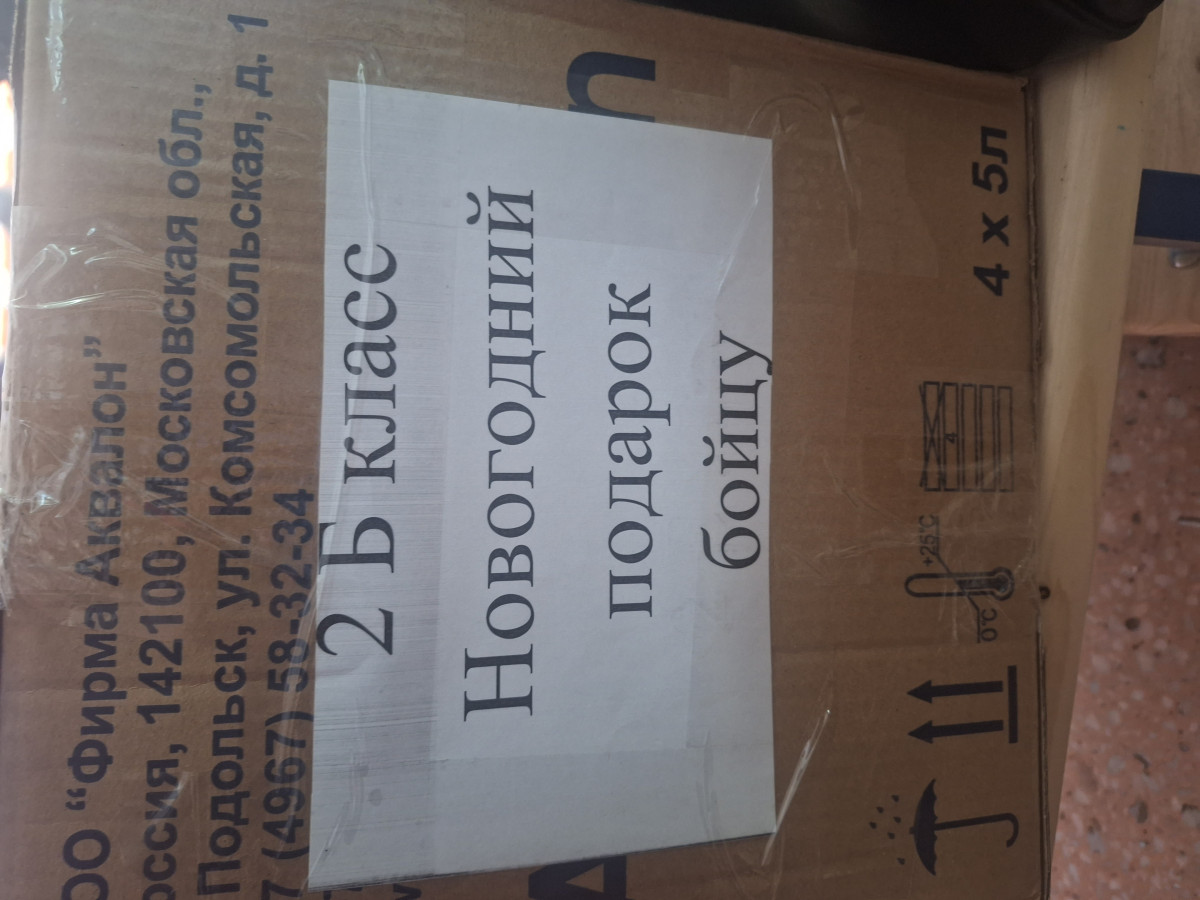 ОО “Фирма Аквалон”
оссия, 142100, Московская обл.,
Подольск, ул. Комсомольская, д. 1
7 (4967) 58-32-34
2 Б класс
Новогодний
подарок
бойцу
4 х 5л
0°C +25°C
4